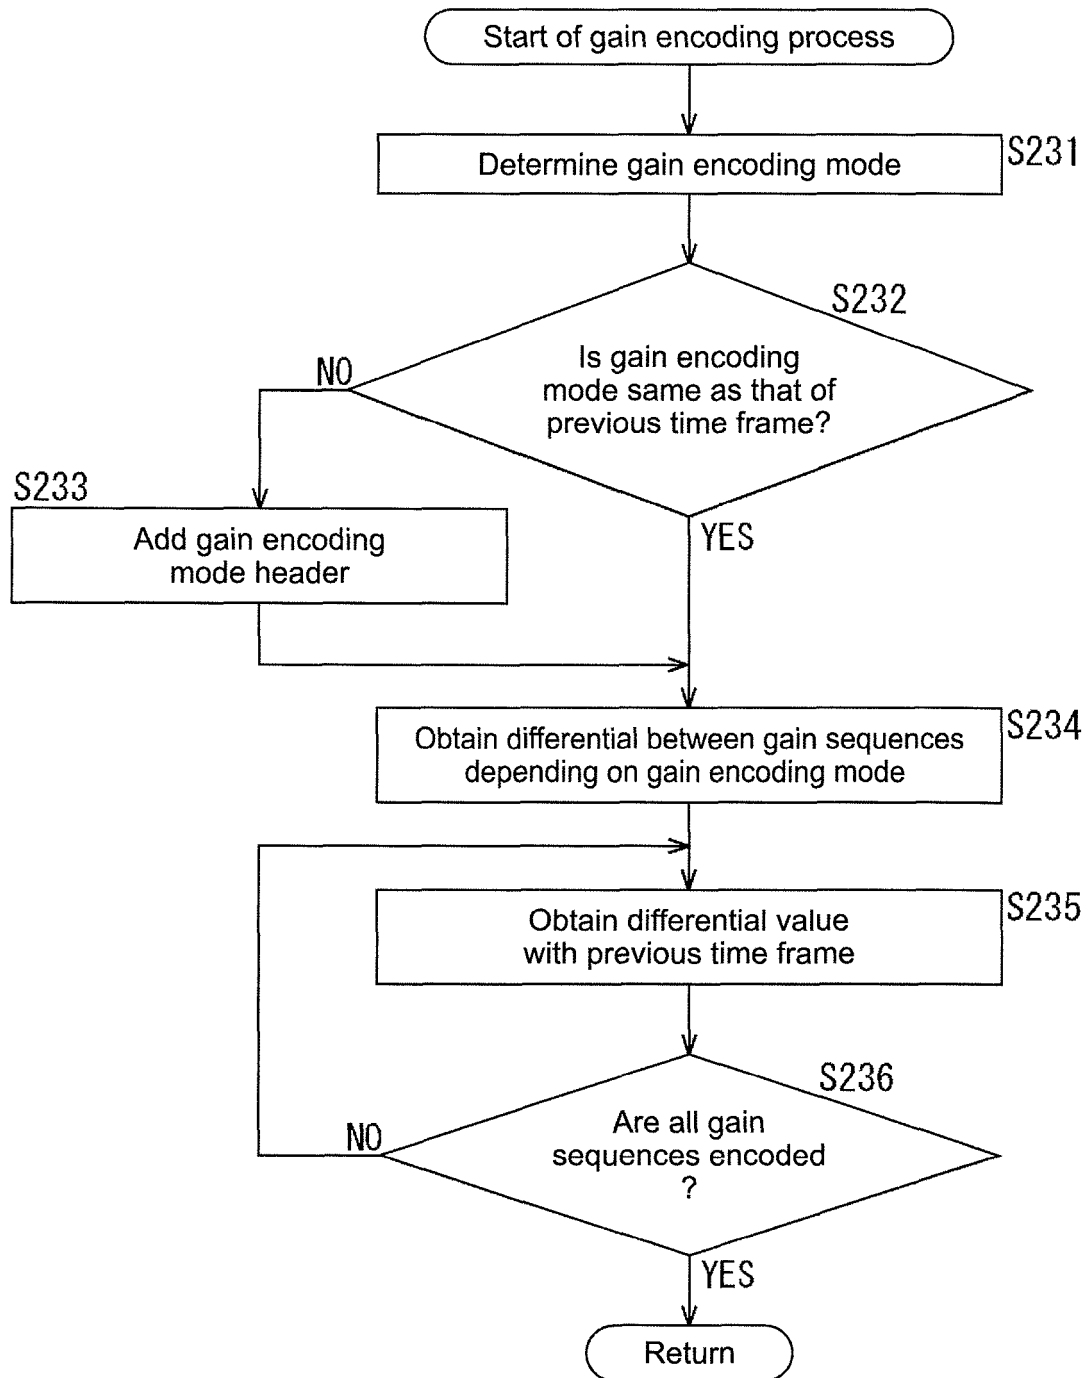 Start of gain encoding process
S231
Determine gain encoding mode
S232
Is gain encoding
mode same as that of
previous time frame?
NO
YES
S233
Add gain encoding
mode header
S234
Obtain differential between gain sequences
depending on gain encoding mode
S235
Obtain differential value
with previous time frame
S236
Are all gain
sequences encoded
?
NO
YES
Return